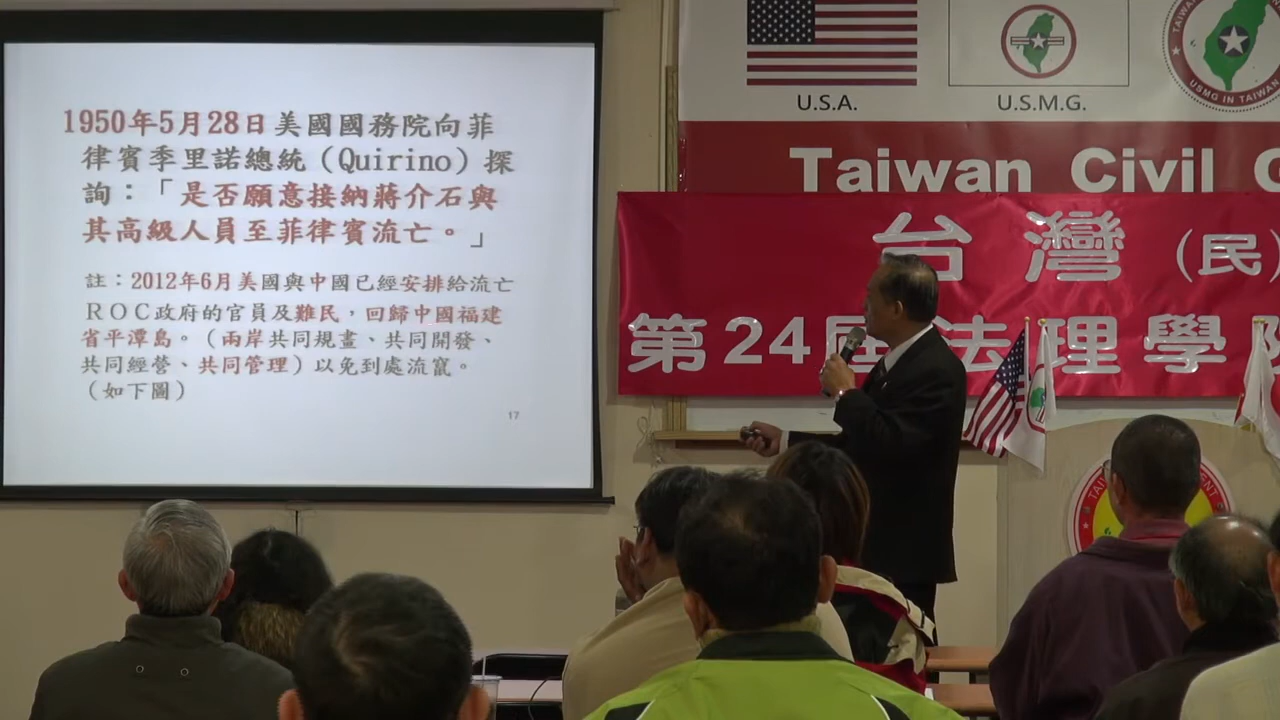 1950年5月28日美國國務院向菲
律賓季里諾總統（Quirino）探
詢：「是否願意接納蔣介石與
其高級人員至菲律賓流亡。」
註：2012年6月美國與中國已經安排給流亡
ROC政府的官員及難民，回歸中國福建
省平潭島。（兩岸共同規畫、共同開發、
共同經營、共同管理）以免到處流竄。
（如下圖）
17
U.S.A.
U.S.M.G.
USMG IN TAIWAN
Taiwan Civil G
台灣(民)
第24屆法理學院